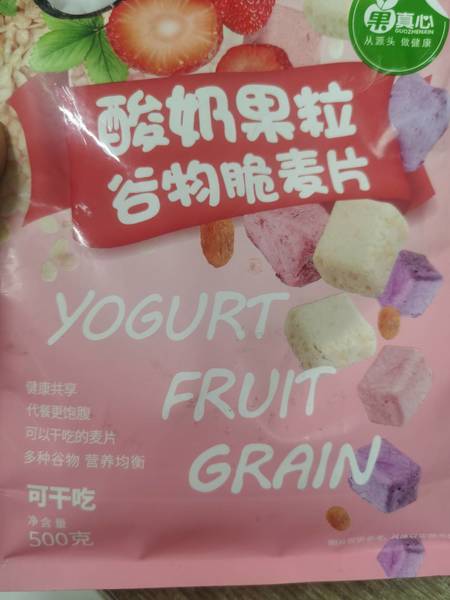 果真心
GUOZHENXIN
从源头 做健康
酸奶果粒
谷物脆麦片
YOGURT
FRUIT
GRAIN
健康共享
代餐更饱腹
可以干吃的麦片
多种谷物 营养均衡
可干吃
净含量
500克